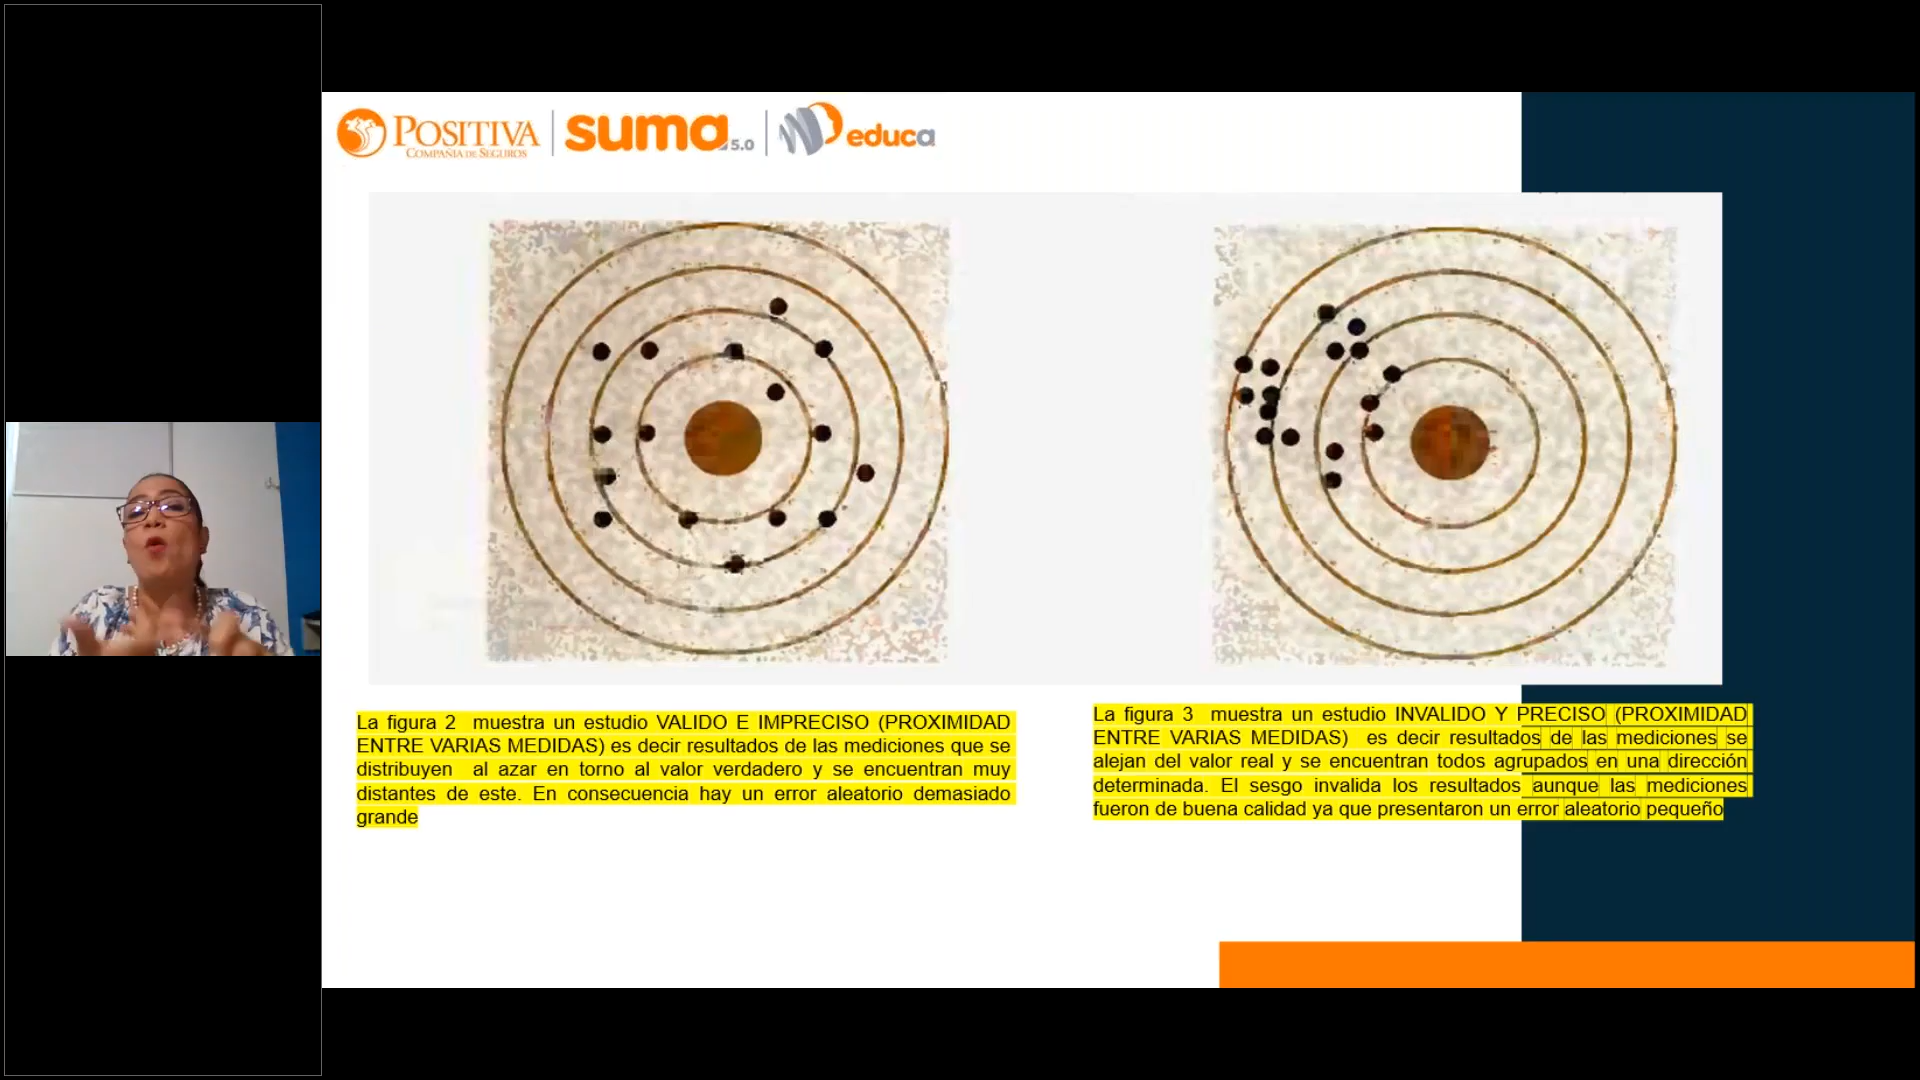 POSITIVA
COMPAÑIA DE SEGUROS
suma 5.0
educa
La figura 2 muestra un estudio VALIDO E IMPRECISO (PROXIMIDAD
ENTRE VARIAS MEDIDAS) es decir resultados de las mediciones que se
distribuyen al azar en torno al valor verdadero y se encuentran muy
distantes de este. En consecuencia hay un error aleatorio demasiado
grande
La figura 3 muestra un estudio INVALIDO Y PRECISO (PROXIMIDAD
ENTRE VARIAS MEDIDAS) es decir resultados de las mediciones se
alejan del valor real y se encuentran todos agrupados en una dirección
determinada. El sesgo invalida los resultados aunque las mediciones
fueron de buena calidad ya que presentaron un error aleatorio pequeño